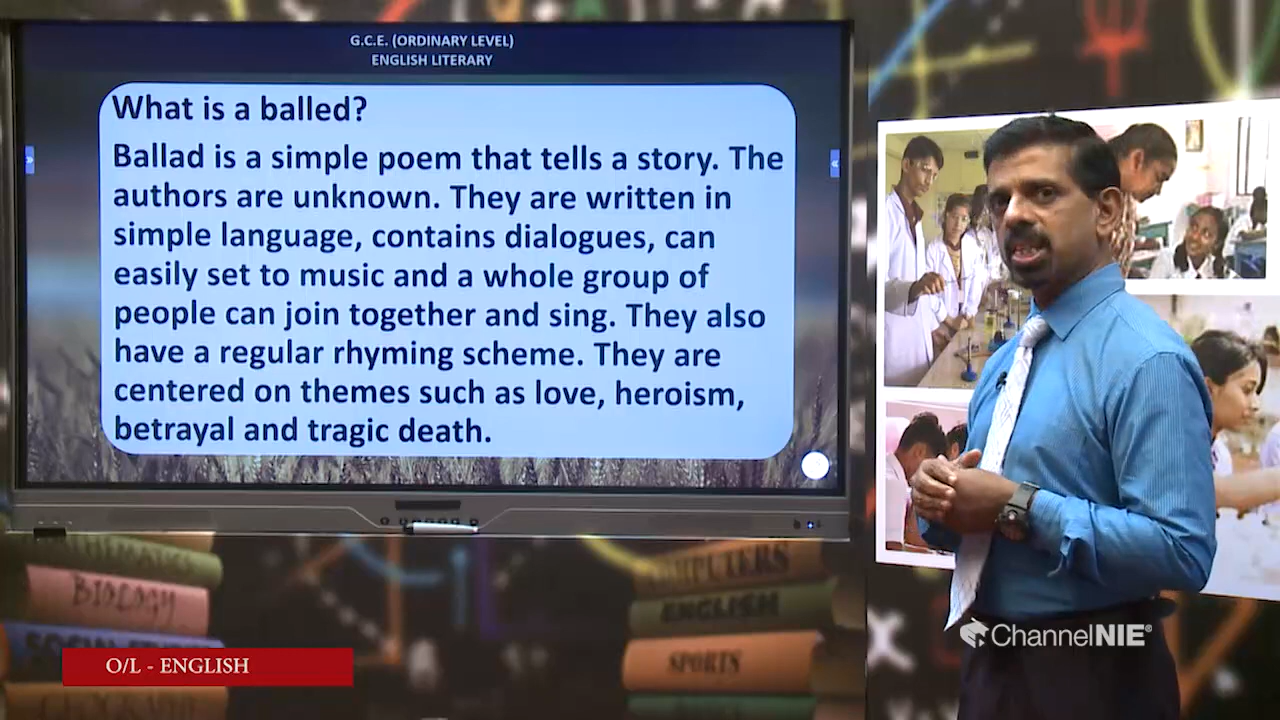 G.C.E. (ORDINARY LEVEL)
ENGLISH LITERARY
What is a balled?
Ballad is a simple poem that tells a story. The
authors are unknown. They are written in
simple language, contains dialogues, can
easily set to music and a whole group of
people can join together and sing. They also
have a regular rhyming scheme. They are
centered on themes such as love, heroism,
betrayal and tragic death.
MATHEMATICS
BIOLOGY
COMPUTERS
ENGLISH
SPORTS
O/L - ENGLISH
ChannelNIE®